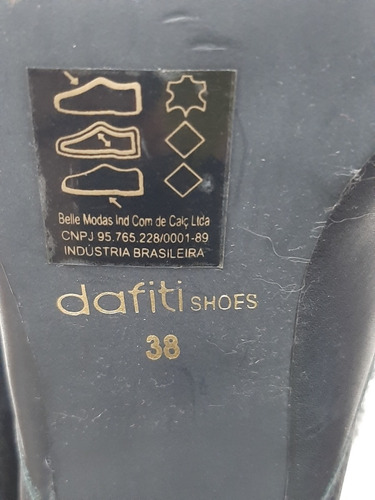 Belle Modas Ind Com de Calç Ltda
CNPJ 95.765.228/0001-89
INDÚSTRIA BRASILEIRA
dafiti SHOES
38